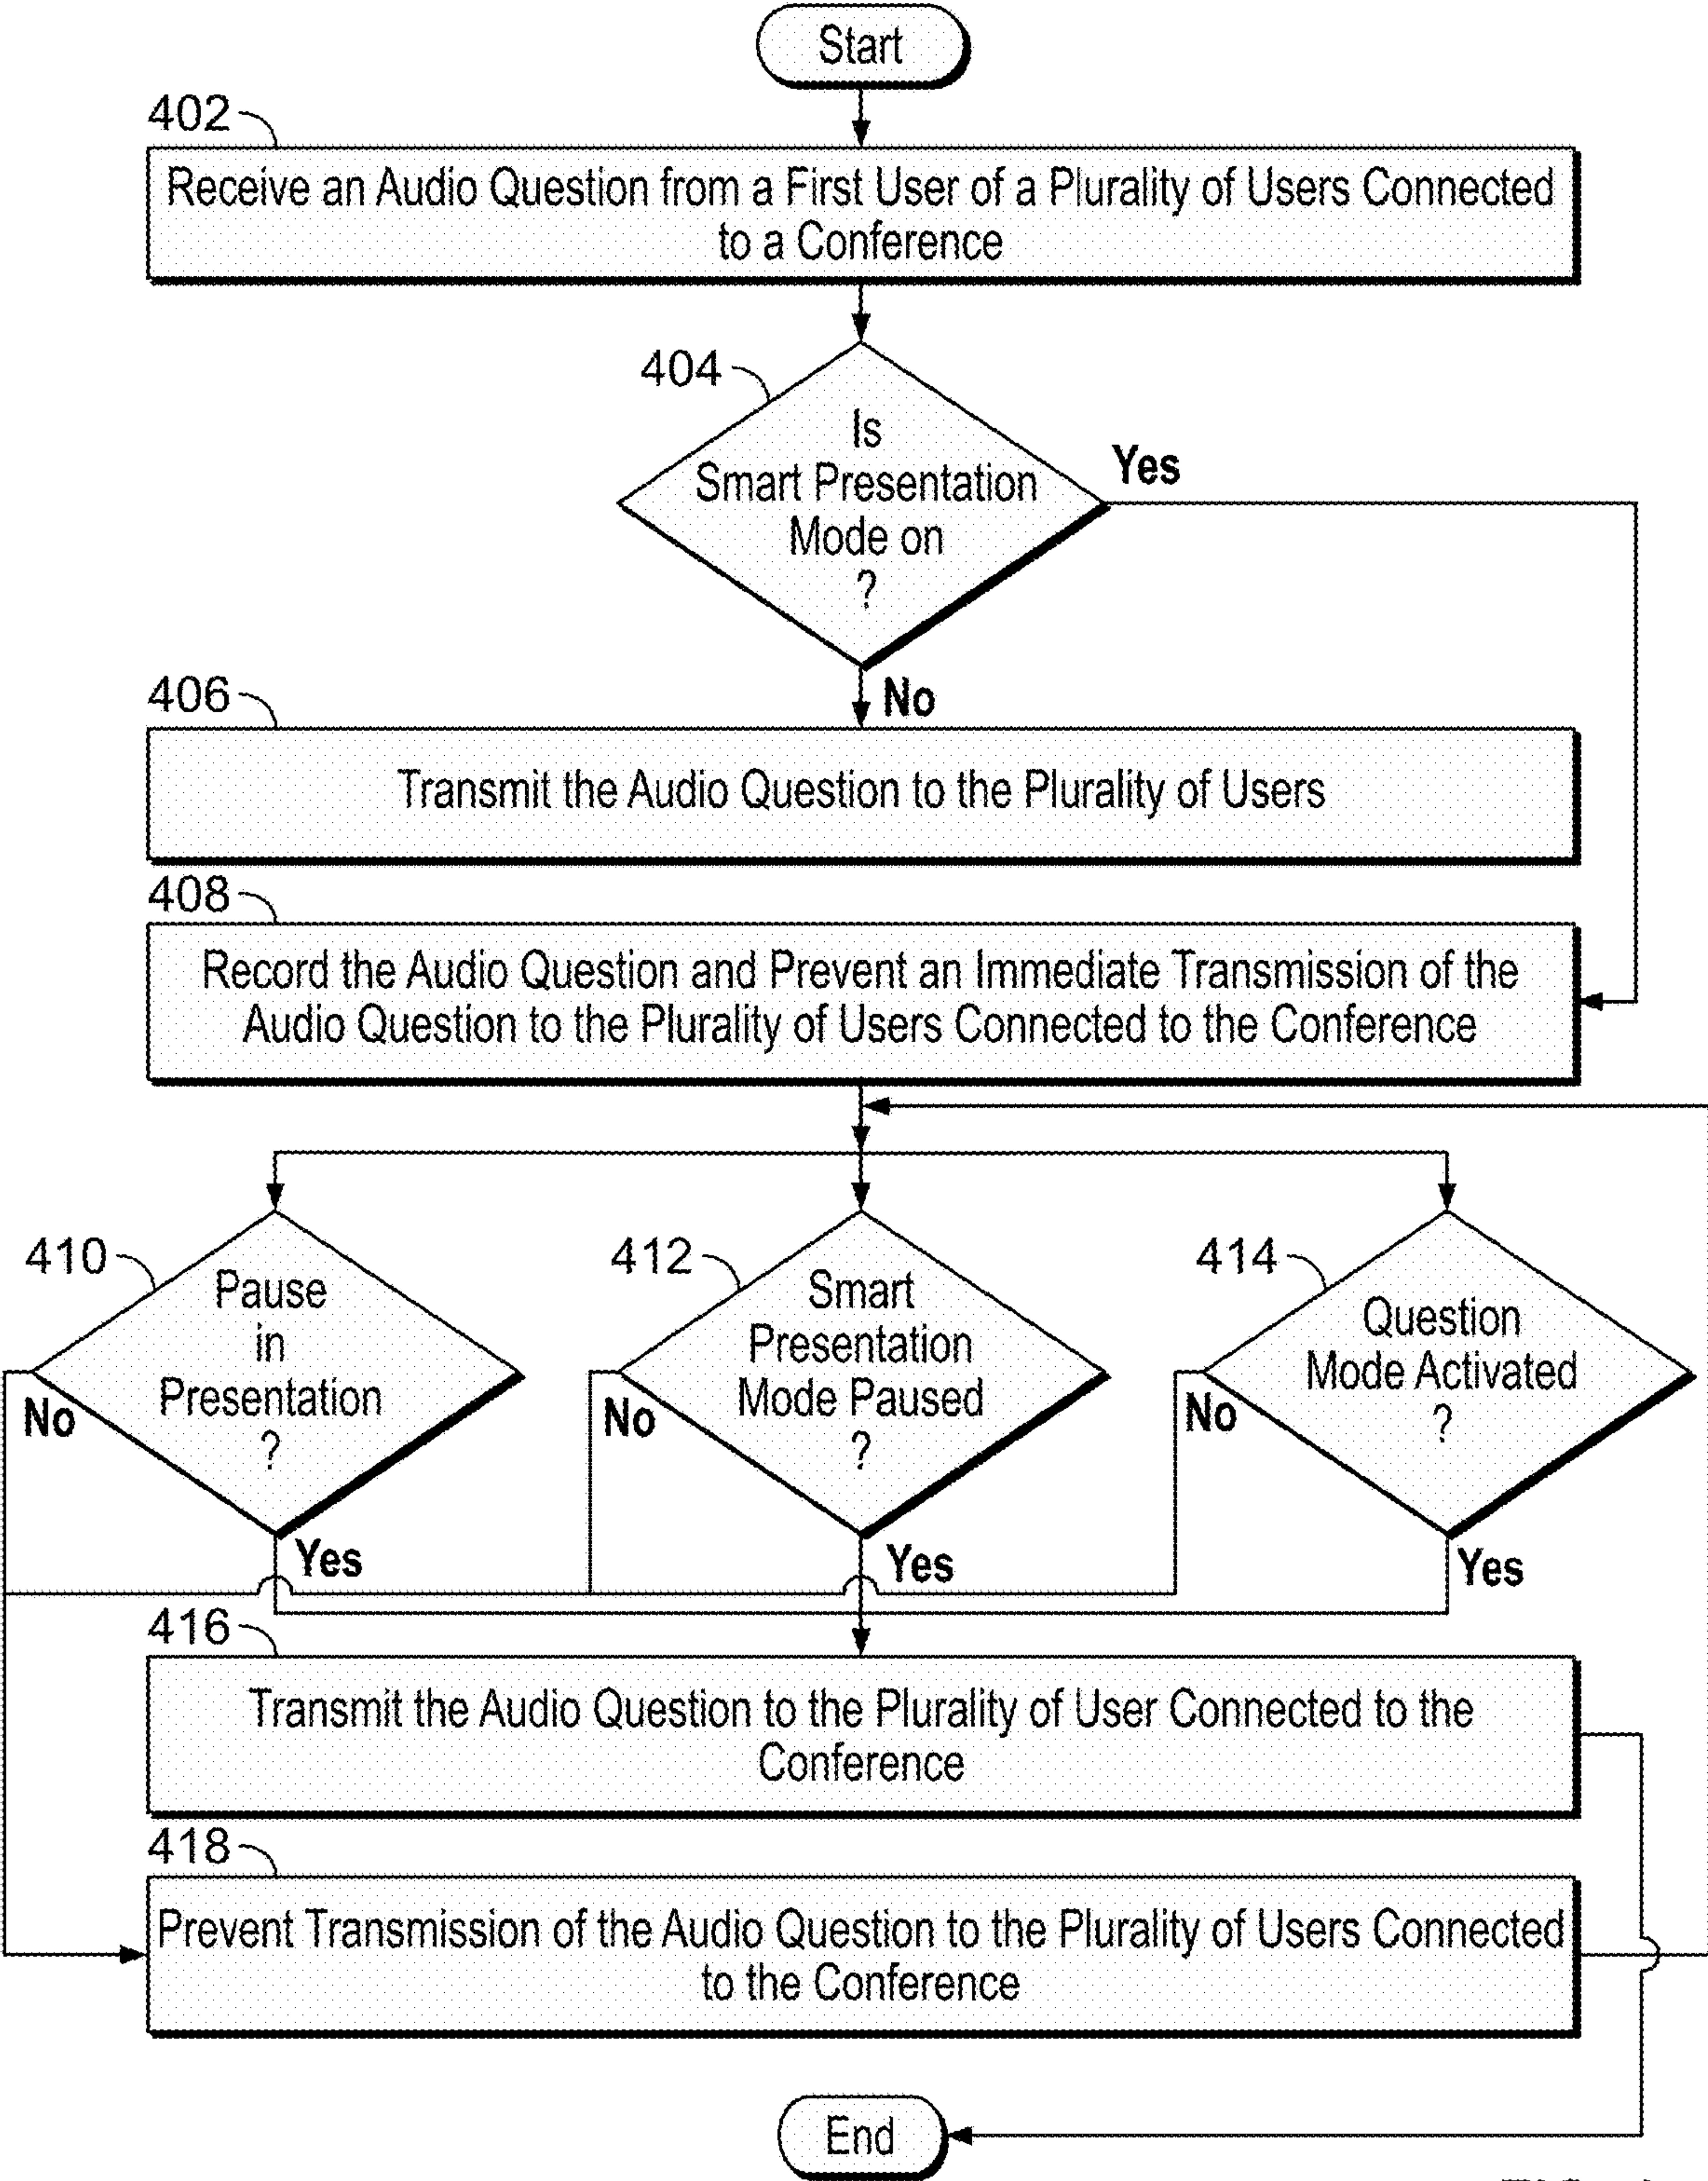 Start
402
Receive an Audio Question from a First User of a Plurality of Users Connected
to a Conference
404
Is
Smart Presentation
Mode on
?
Yes
No
406
Transmit the Audio Question to the Plurality of Users
408
Record the Audio Question and Prevent an Immediate Transmission of the
Audio Question to the Plurality of Users Connected to the Conference
410
Pause
in
Presentation
?
No
Yes
412
Smart
Presentation
Mode Paused
?
No
Yes
414
Question
Mode Activated
?
No
Yes
416
Transmit the Audio Question to the Plurality of User Connected to the
Conference
418
Prevent Transmission of the Audio Question to the Plurality of Users Connected
to the Conference
End